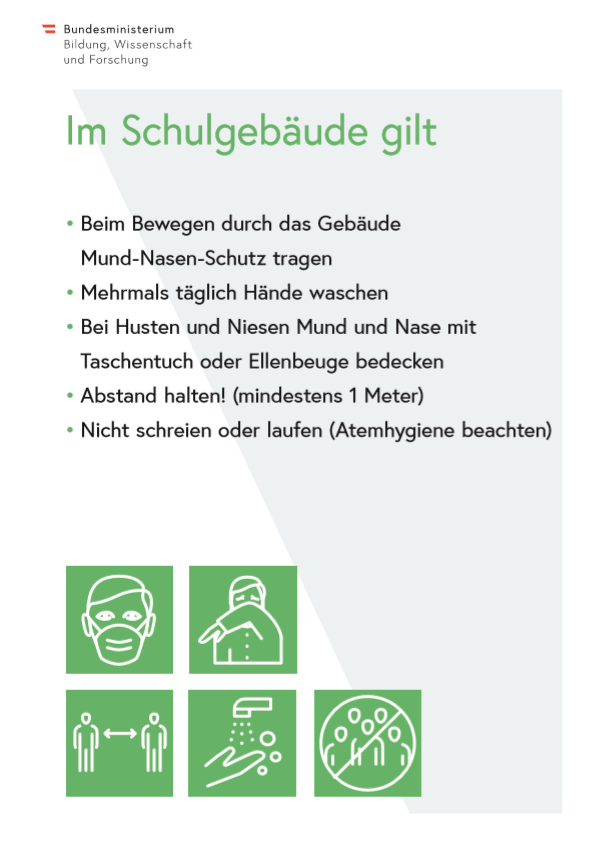 Bundesministerium
Bildung, Wissenschaft
und Forschung
Im Schulgebäude gilt
• Beim Bewegen durch das Gebäude
Mund-Nasen-Schutz tragen
• Mehrmals täglich Hände waschen
• Bei Husten und Niesen Mund und Nase mit
Taschentuch oder Ellenbeuge bedecken
• Abstand halten! (mindestens 1 Meter)
• Nicht schreien oder laufen (Atemhygiene beachten)